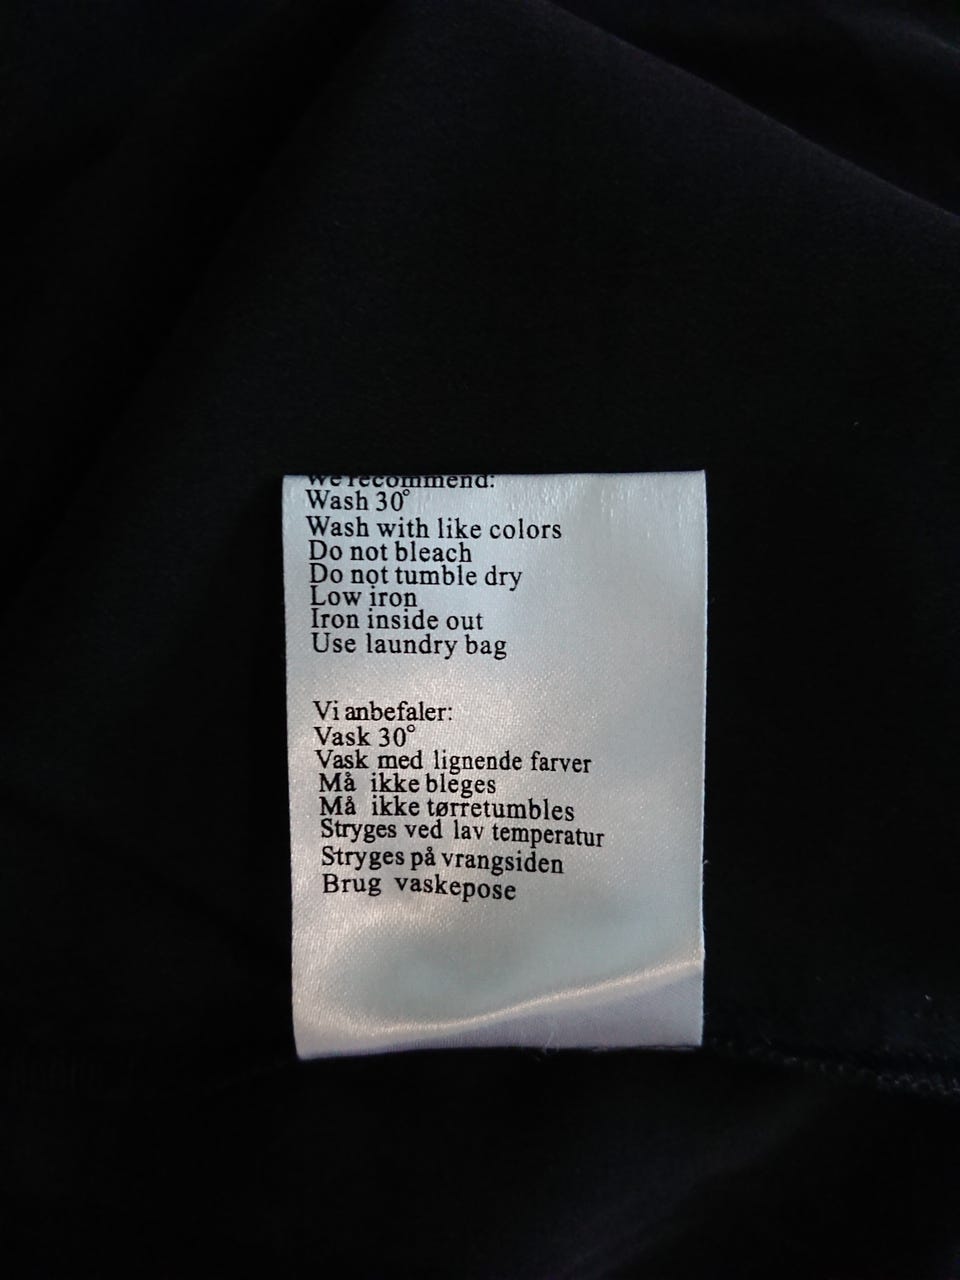 We recommend:
Wash 30°
Wash with like colors
Do not bleach
Do not tumble dry
Low iron
Iron inside out
Use laundry bag
Vi anbefaler:
Vask 30°
Vask med lignende farver
Må ikke bleges
Må ikke tørretumbles
Stryges ved lav temperatur
Stryges på vrangsiden
Brug vaskepose